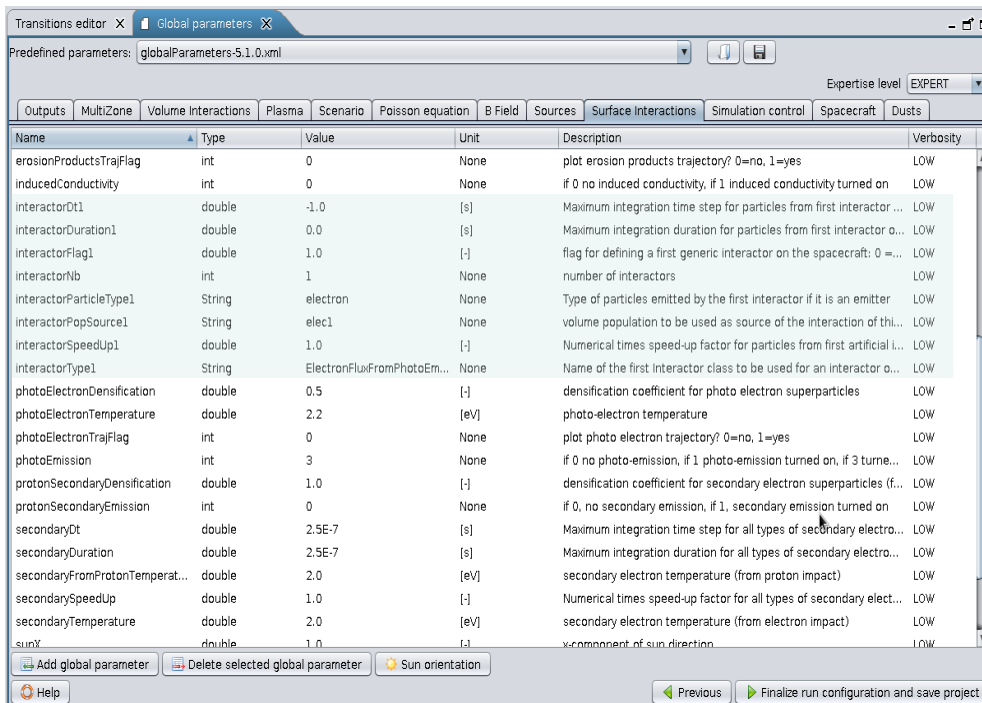 Transitions editor X Global parameters X
Predefined parameters: globalParameters-5.1.0.xml
Expertise level EXPERT
Outputs MultiZone Volume Interactions Plasma Scenario Poisson equation B Field Sources Surface Interactions Simulation control Spacecraft Dusts
Name Type Value Unit Description Verbosity
erosionProductsTrajFlag int 0 None plot erosion products trajectory? 0=no, 1=yes LOW
inducedConductivity int 0 None if 0 no induced conductivity, if 1 induced conductivity turned on LOW
interactorDt1 double -1.0 [s] Maximum integration time step for particles from first interactor ... LOW
interactorDuration1 double 0.0 [s] Maximum integration duration for particles from first interactor o... LOW
interactorFlag1 double 1.0 [-] flag for defining a first generic interactor on the spacecraft: 0 =... LOW
interactorNb int 1 None number of interactors LOW
interactorParticleType1 String electron None Type of particles emitted by the first interactor if it is an emitter LOW
interactorPopSource1 String elec1 None volume population to be used as source of the interaction of thi... LOW
interactorSpeedUp1 double 1.0 [-] Numerical times speed-up factor for particles from first artificial i... LOW
interactorType1 String ElectronFluxFromPhotoEm... None Name of the first Interactor class to be used for an interactor o... LOW
photoElectronDensification double 0.5 [-] densification coefficient for photo electron superparticles LOW
photoElectronTemperature double 2.2 [eV] photo-electron temperature LOW
photoElectronTrajFlag int 0 None plot photo electron trajectory? 0=no, 1=yes LOW
photoEmission int 3 None if 0 no photo-emission, if 1 photo-emission turned on, if 3 turne... LOW
protonSecondaryDensification double 1.0 [-] densification coefficient for secondary electron superparticles (f... LOW
protonSecondaryEmission int 0 None if 0, no secondary emission, if 1, secondary emission turned on LOW
secondaryDt double 2.5E-7 [s] Maximum integration time step for all types of secondary electro... LOW
secondaryDuration double 2.5E-7 [s] Maximum integration duration for all types of secondary electro... LOW
secondaryFromProtonTemperat... double 2.0 [eV] secondary electron temperature (from proton impact) LOW
secondarySpeedUp double 1.0 [-] Numerical times speed-up factor for all types of secondary elect... LOW
secondaryTemperature double 2.0 [eV] secondary electron temperature (from electron impact) LOW
sunX double 1.0 [-] x-component of sun direction LOW
Add global parameter Delete selected global parameter Sun orientation
Help Previous Finalize run configuration and save project